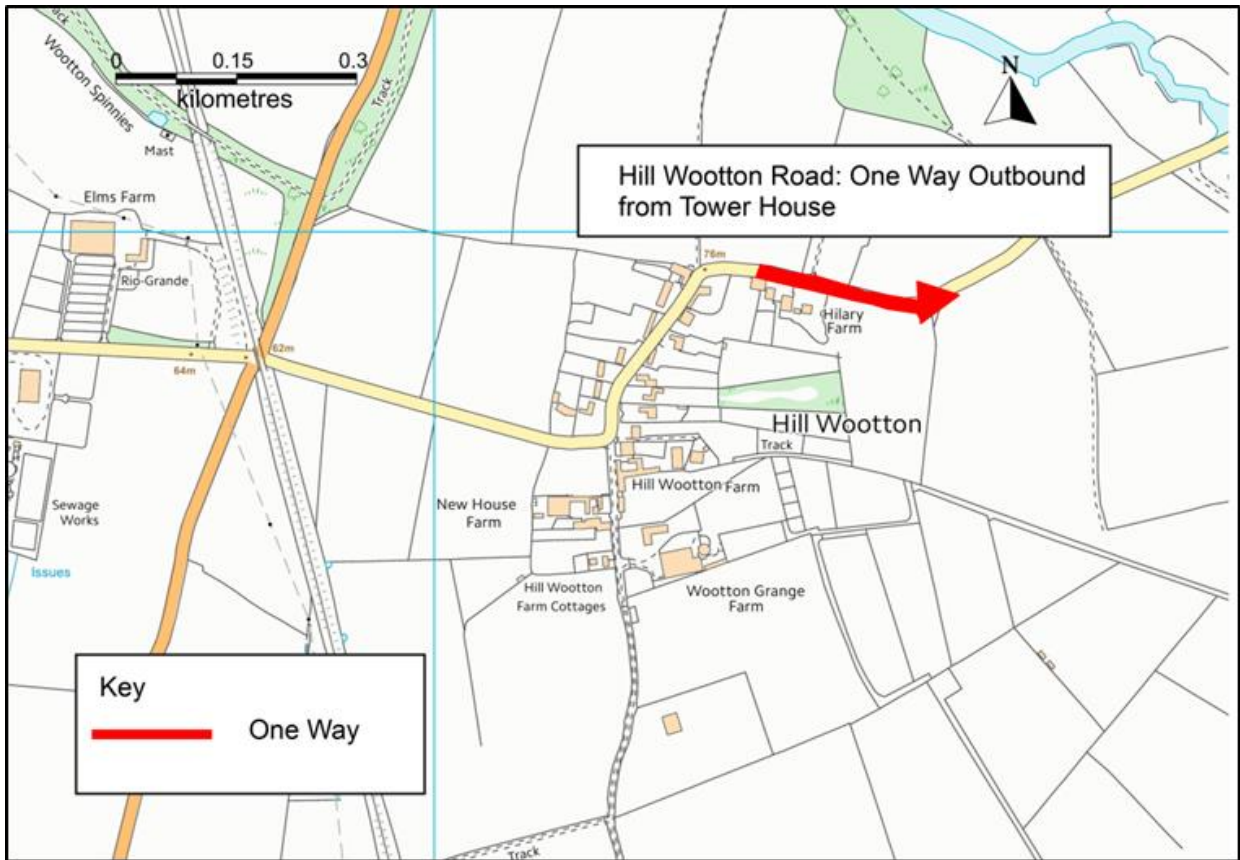 Track
Wootton Spinnies
0 0.15 0.3
kilometres
Track
Mast
N
Hill Wootton Road: One Way Outbound
from Tower House
Elms Farm
Rio-Grande
76m
Hilary
Farm
62m
64m
Hill Wootton
Track
Hill Wootton Farm
New House
Farm
Sewage
Works
Issues
Hill Wootton
Farm Cottages
Wootton Grange
Farm
Key
One Way
Track